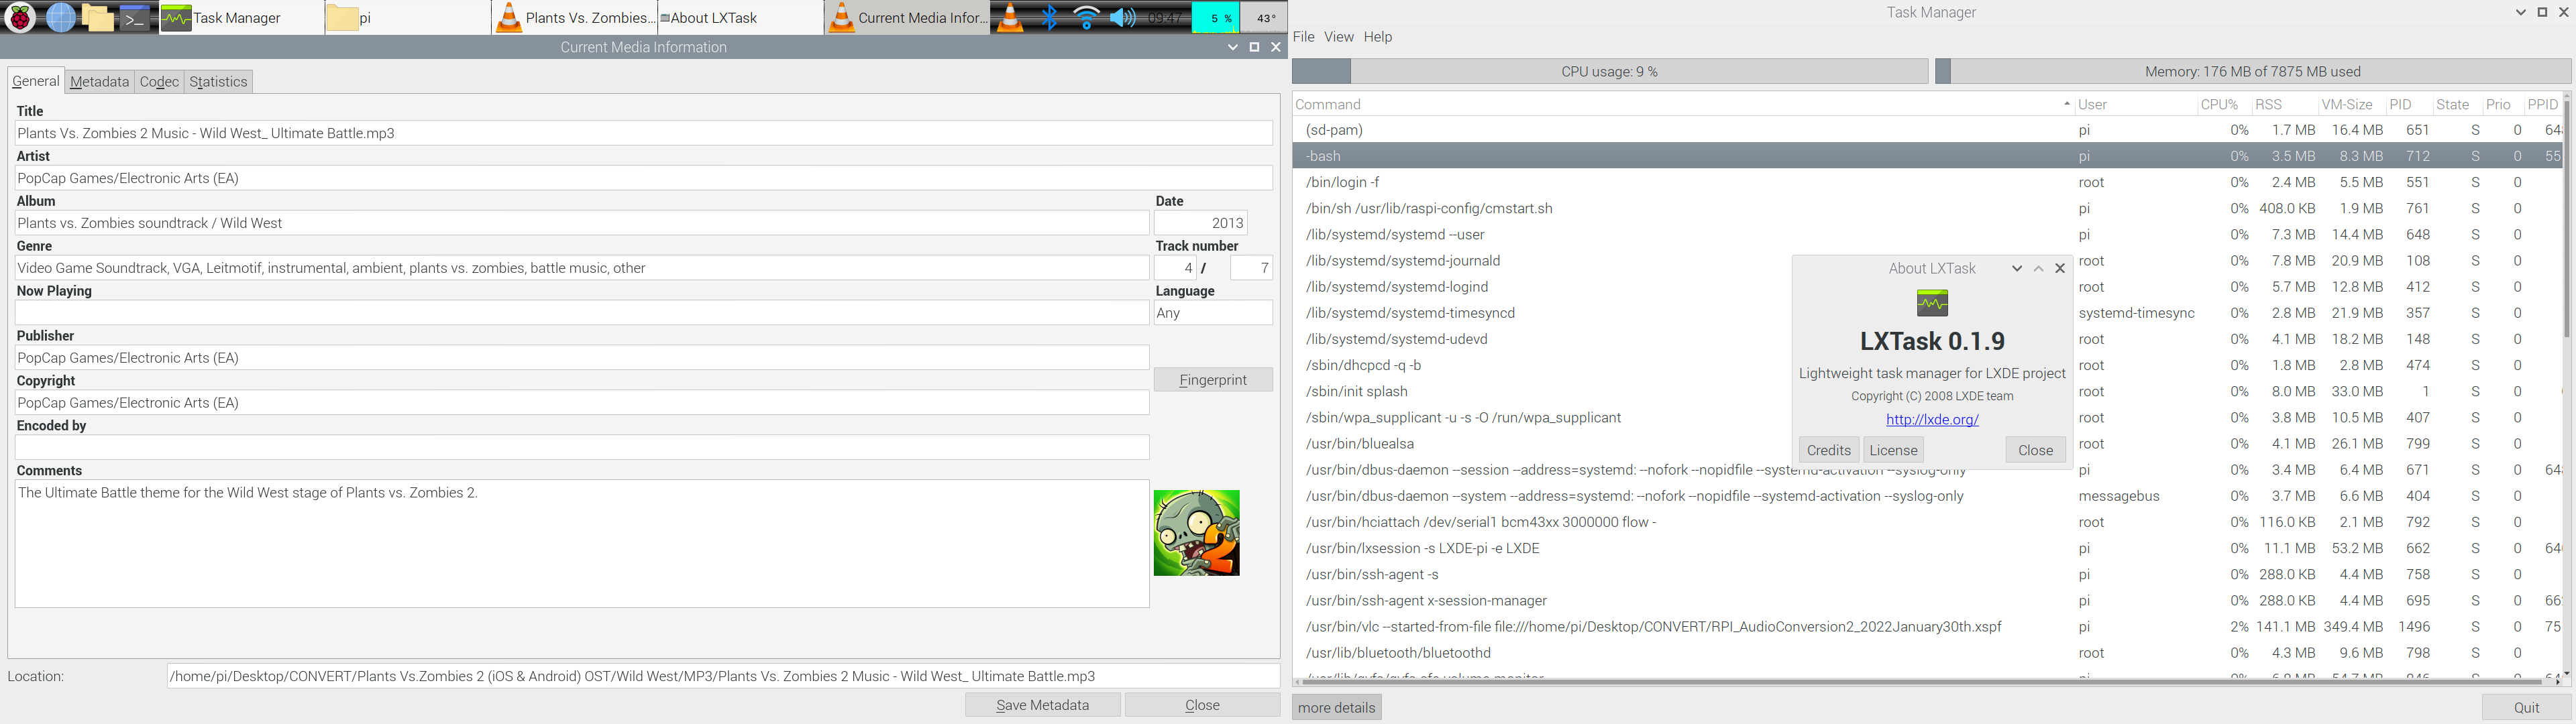 Task Manager
pi
Plants Vs. Zombies...
About LXTask
Current Media Infor...
09:47
5 %
43°
Current Media Information
General
Metadata
Codec
Statistics
Title
Plants Vs. Zombies 2 Music - Wild West_ Ultimate Battle.mp3
Artist
PopCap Games/Electronic Arts (EA)
Album
Date
Plants vs. Zombies soundtrack / Wild West
2013
Genre
Track number
Video Game Soundtrack, VGA, Leitmotif, instrumental, ambient, plants vs. zombies, battle music, other
4 / 7
Now Playing
Language
Any
Publisher
PopCap Games/Electronic Arts (EA)
Fingerprint
Copyright
PopCap Games/Electronic Arts (EA)
Encoded by
Comments
The Ultimate Battle theme for the Wild West stage of Plants vs. Zombies 2.
2
Location:
/home/pi/Desktop/CONVERT/Plants Vs.Zombies 2 (iOS & Android) OST/Wild West/MP3/Plants Vs. Zombies 2 Music - Wild West_ Ultimate Battle.mp3
Save Metadata
Close
Task Manager
File View Help
CPU usage: 9 %
Memory: 176 MB of 7875 MB used
Command User CPU% RSS VM-Size PID State Prio PPID
(sd-pam) pi 0% 1.7 MB 16.4 MB 651 S 0
-bash pi 0% 3.5 MB 8.3 MB 712 S 0 55
/bin/login -f root 0% 2.4 MB 5.5 MB 551 S 0
/bin/sh /usr/lib/raspi-config/cmstart.sh pi 0% 408.0 KB 1.9 MB 761 S 0
/lib/systemd/systemd --user pi 0% 7.3 MB 14.4 MB 648 S 0
/lib/systemd/systemd-journald root 0% 7.8 MB 20.9 MB 108 S 0
/lib/systemd/systemd-logind root 0% 5.7 MB 12.8 MB 412 S 0
/lib/systemd/systemd-timesyncd systemd-timesync 0% 2.8 MB 21.9 MB 357 S 0
/lib/systemd/systemd-udevd root 0% 4.1 MB 18.2 MB 148 S 0
/sbin/dhcpcd -q -b root 0% 1.8 MB 2.8 MB 474 S 0
/sbin/init splash root 0% 8.0 MB 33.0 MB 1 S 0
/sbin/wpa_supplicant -u -s -O /run/wpa_supplicant root 0% 3.8 MB 10.5 MB 407 S 0
/usr/bin/bluealsa root 0% 4.1 MB 26.1 MB 799 S 0
/usr/bin/dbus-daemon --session --address=systemd: --nofork --nopidfile --systemd-activation --syslog-only pi 0% 3.4 MB 6.4 MB 671 S 0
/usr/bin/dbus-daemon --system --address=systemd: --nofork --nopidfile --systemd-activation --syslog-only messagebus 0% 3.7 MB 6.6 MB 404 S 0
/usr/bin/hciattach /dev/serial1 bcm43xx 3000000 flow - root 0% 116.0 KB 2.1 MB 792 S 0
/usr/bin/lxsession -s LXDE-pi -e LXDE pi 0% 11.1 MB 53.2 MB 662 S 0
/usr/bin/ssh-agent -s pi 0% 288.0 KB 4.4 MB 758 S 0
/usr/bin/ssh-agent x-session-manager pi 0% 288.0 KB 4.4 MB 695 S 0
/usr/bin/vlc --started-from-file file:///home/pi/Desktop/CONVERT/RPI_AudioConversion2_2022January30th.xspf pi 2% 141.1 MB 349.4 MB 1496 S 0 75
/usr/lib/bluetooth/bluetoothd root 0% 4.3 MB 9.6 MB 798 S 0
About LXTask
LXTask 0.1.9
Lightweight task manager for LXDE project
Copyright (C) 2008 LXDE team
http://lxde.org/
Credits
License
Close
more details
Quit